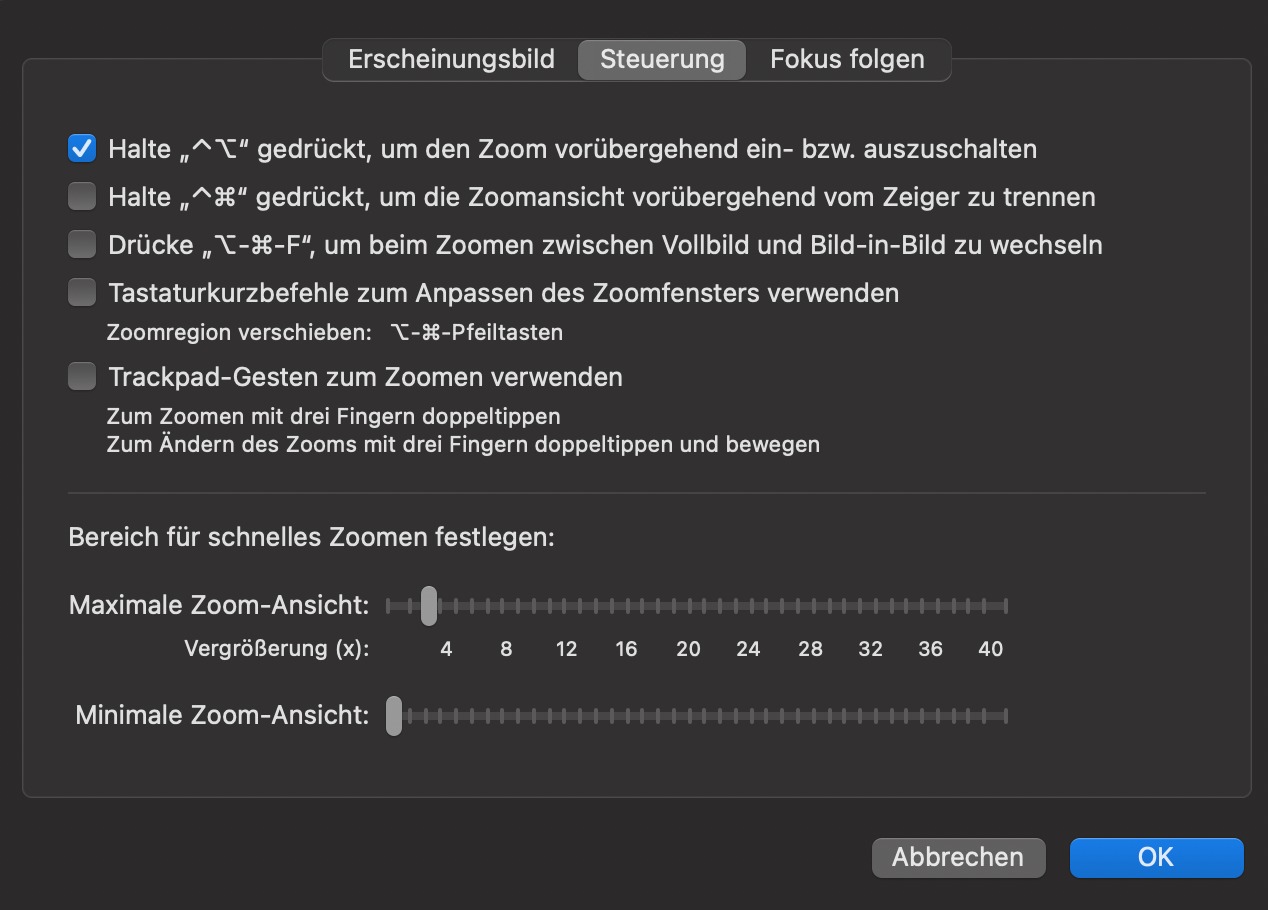 Erscheinungsbild Steuerung Fokus folgen
Halte „^⌥“ gedrückt, um den Zoom vorübergehend ein- bzw. auszuschalten
Halte „^⌘“ gedrückt, um die Zoomansicht vorübergehend vom Zeiger zu trennen
Drücke „⌥-⌘-F“, um beim Zoomen zwischen Vollbild und Bild-in-Bild zu wechseln
Tastaturkurzbefehle zum Anpassen des Zoomfensters verwenden
Zoomregion verschieben: ⌥-⌘-Pfeiltasten
Trackpad-Gesten zum Zoomen verwenden
Zum Zoomen mit drei Fingern doppeltippen
Zum Ändern des Zooms mit drei Fingern doppeltippen und bewegen
Bereich für schnelles Zoomen festlegen:
Maximale Zoom-Ansicht:
Vergrößerung (x): 4 8 12 16 20 24 28 32 36 40
Minimale Zoom-Ansicht:
Abbrechen OK